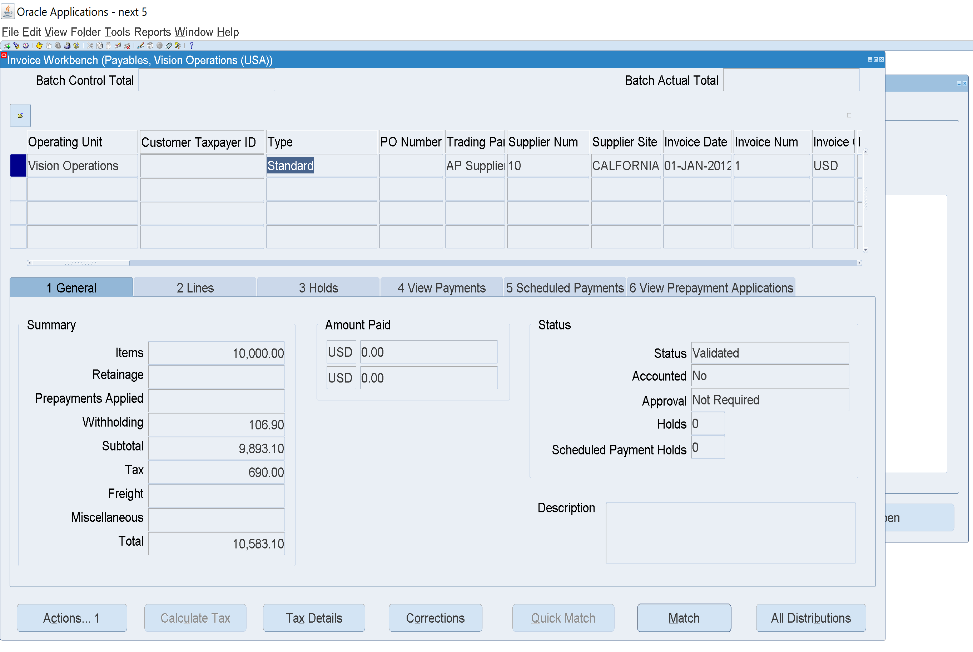 Oracle Applications - next 5
File Edit View Folder Tools Reports Window Help
Invoice Workbench (Payables, Vision Operations (USA))
Batch Control Total Batch Actual Total
Operating Unit Customer Taxpayer ID Type PO Number Trading Pa Supplier Num Supplier Site Invoice Date Invoice Num Invoice
Vision Operations Standard AP Supplie 10 CALFORNIA 01-JAN-2012 1 USD
1 General 2 Lines 3 Holds 4 View Payments 5 Scheduled Payments 6 View Prepayment Applications
Summary Amount Paid Status
Items 10,000.00 USD 0.00 Status Validated
Retainage USD 0.00 Accounted No
Prepayments Applied Approval Not Required
Withholding 106.90 Holds 0
Subtotal 9,893.10 Scheduled Payment Holds 0
Tax 690.00
Freight Description
Miscellaneous
Total 10,583.10
Actions... 1 Calculate Tax Tax Details Corrections Quick Match Match All Distributions